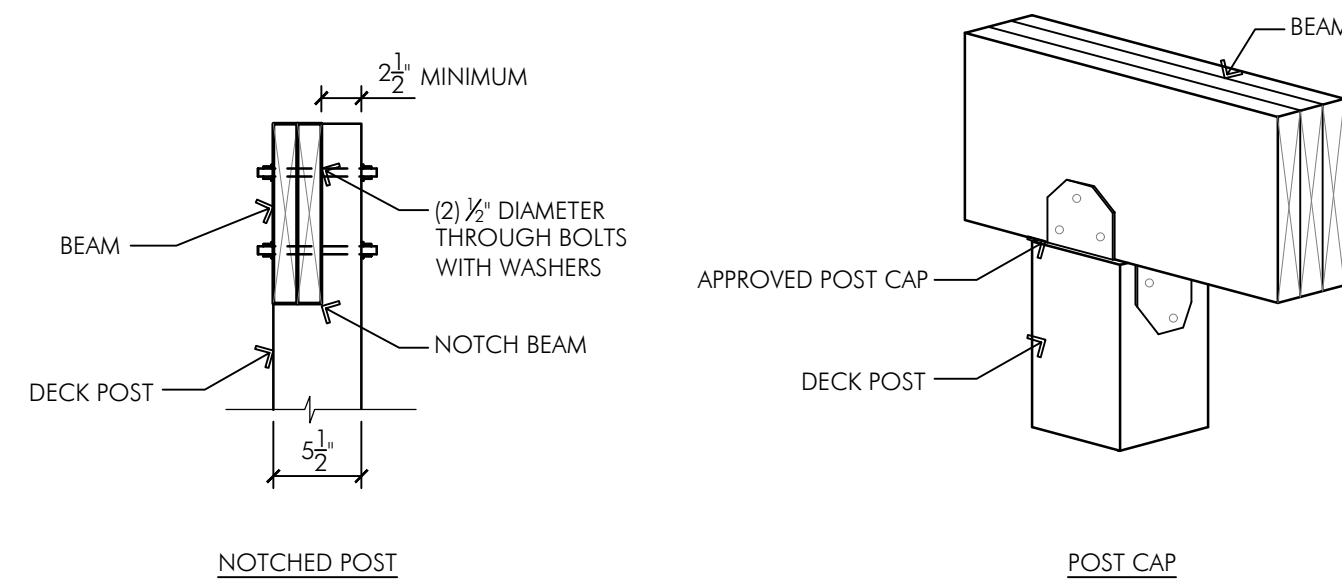 2½" MINIMUM
(2) ½" DIAMETER
THROUGH BOLTS
WITH WASHERS
BEAM
NOTCH BEAM
DECK POST
5½"
NOTCHED POST
BEAM
APPROVED POST CAP
DECK POST
POST CAP